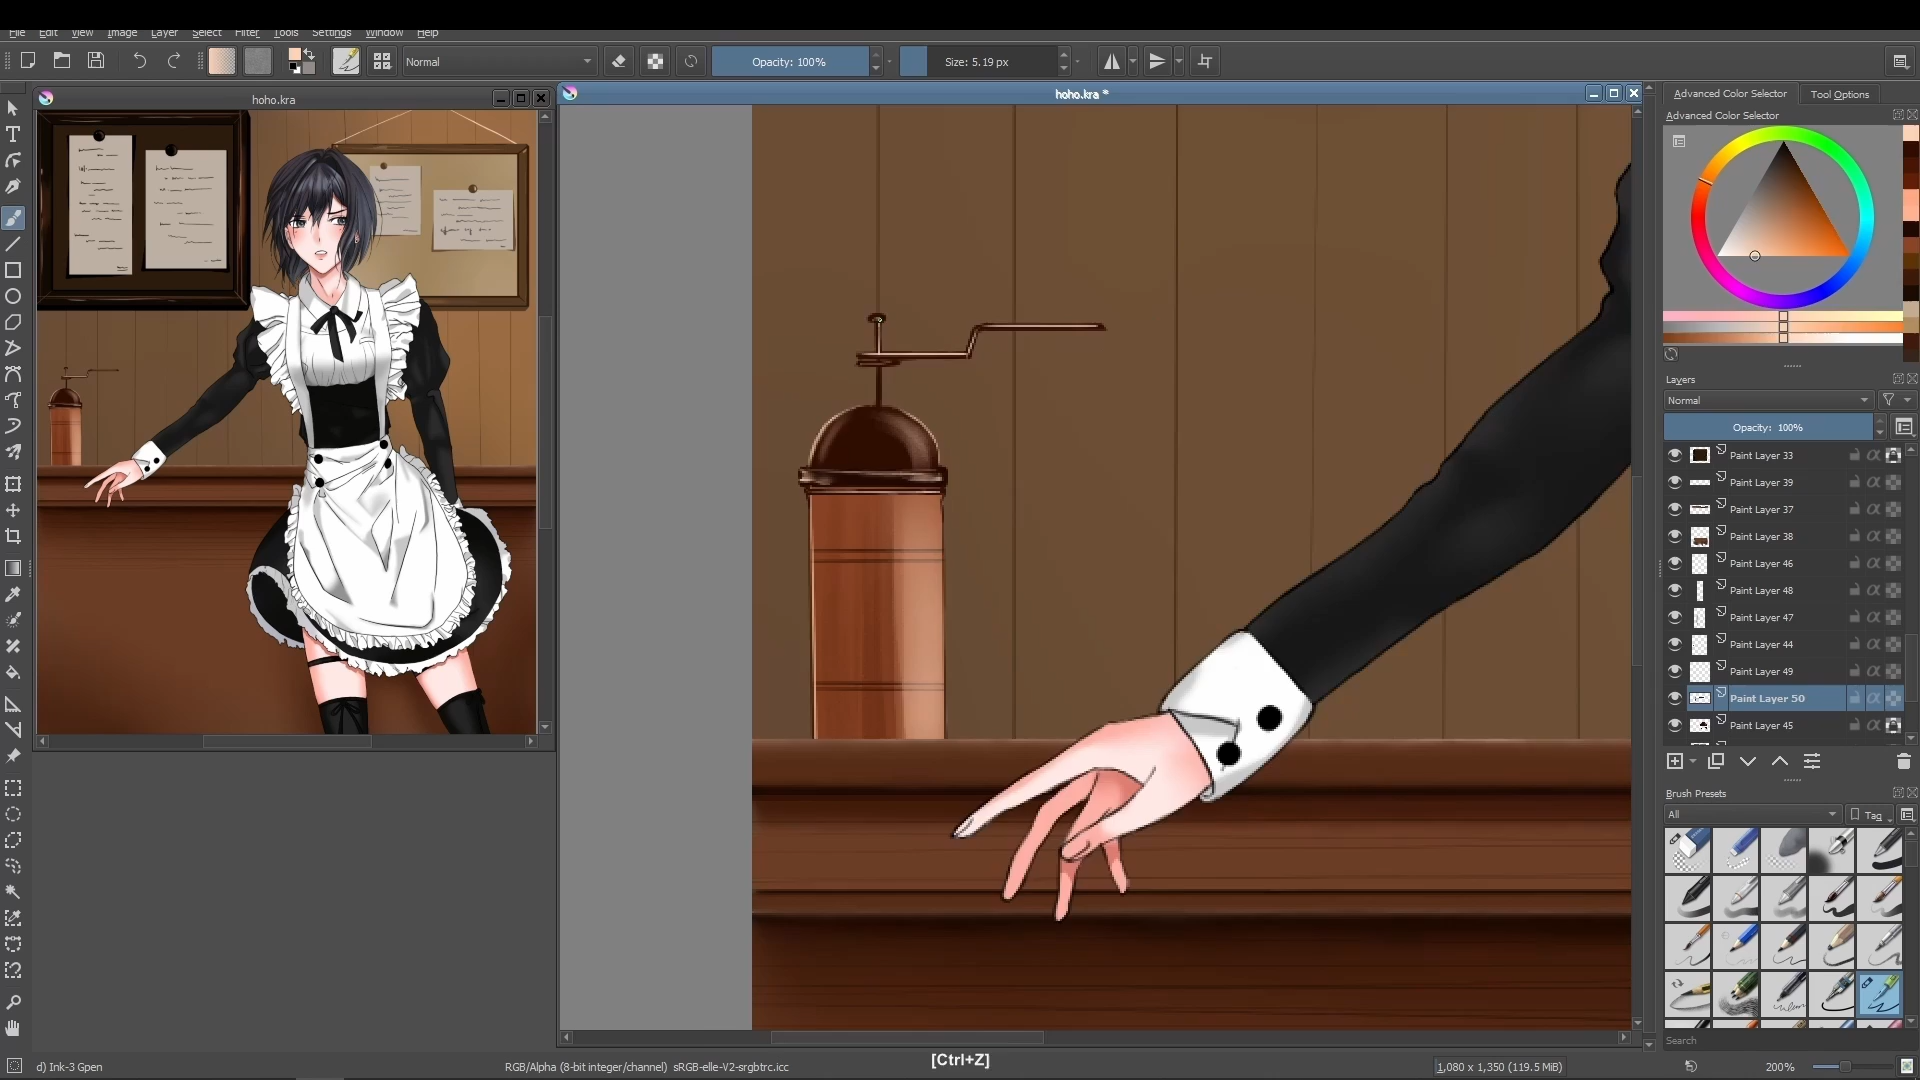 File Edit View Image Layer Select Filter Tools Settings Window Help
Normal
Opacity: 100%
Size: 5.19 px
hoho.kra
hoho.kra *
Advanced Color Selector
Tool Options
Advanced Color Selector
Layers
Normal
Opacity: 100%
Paint Layer 33
Paint Layer 39
Paint Layer 37
Paint Layer 38
Paint Layer 46
Paint Layer 48
Paint Layer 47
Paint Layer 44
Paint Layer 49
Paint Layer 50
Paint Layer 45
Brush Presets
All
Tag
Search
d) Ink-3 Gpen
RGB/Alpha (8-bit integer/channel) sRGB-elle-V2-srgbtrc.icc
[Ctrl+Z]
1,080 x 1,350 (119.5 MiB)
200%